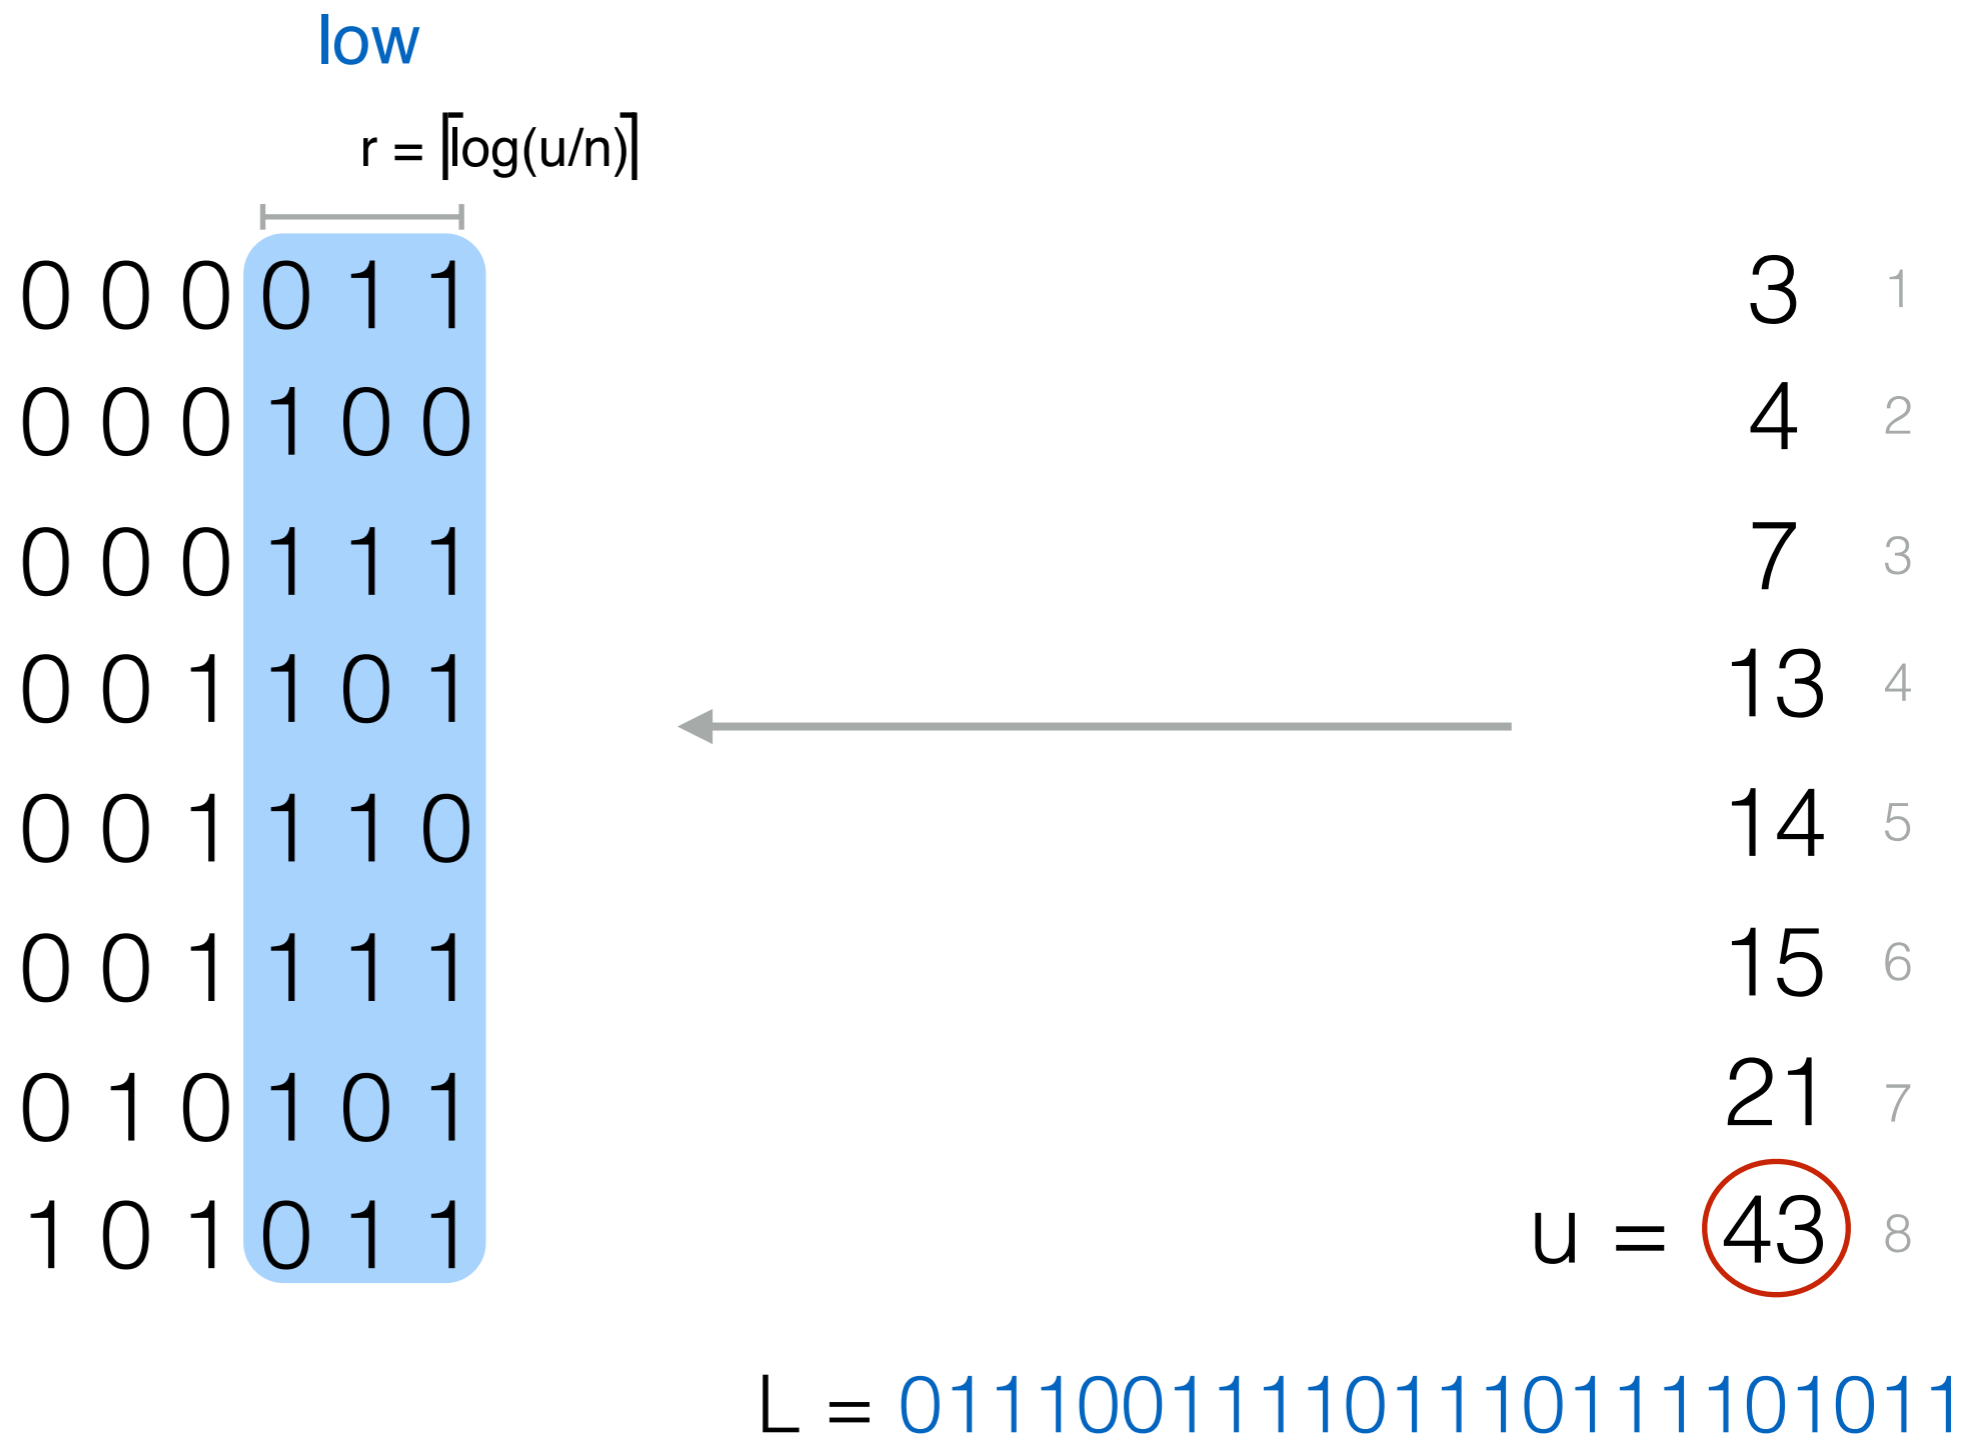 low
r = ⌈log(u/n)⌉
0 0 0 0 1 1 3 1
0 0 0 1 0 0 4 2
0 0 0 1 1 1 7 3
0 0 1 1 0 1 13 4
0 0 1 1 1 0 14 5
0 0 1 1 1 1 15 6
0 1 0 1 0 1 21 7
1 0 1 0 1 1 u = 43 8
L = 011100111101110111101011